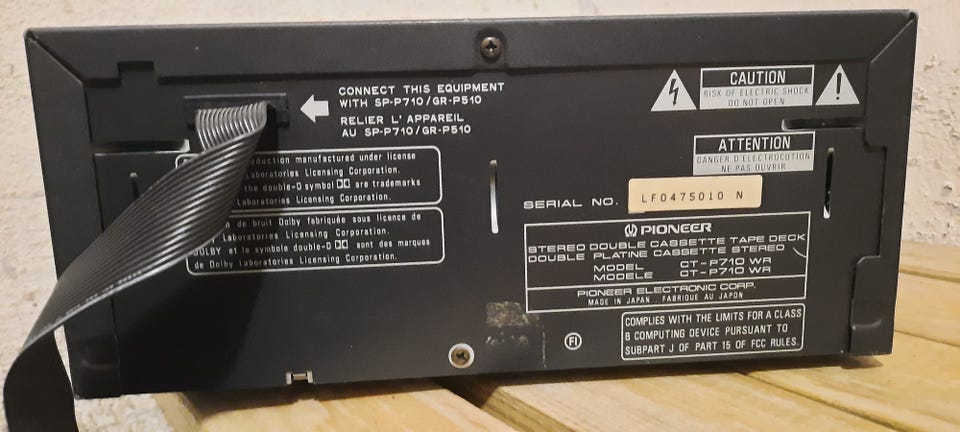 CONNECT THIS EQUIPMENT
WITH SP-P710/GR-P510
RELIER L'APPAREIL
AU SP-P710/GR-P510
CAUTION
RISK OF ELECTRIC SHOCK
DO NOT OPEN
ATTENTION
DANGER D'ELECTROCUTION
NE PAS OUVRIR
manufactured under license
Laboratories Licensing Corporation.
the double-D symbol are trademarks
Laboratories Licensing Corporation.
de bruit Dolby fabriquée sous licence de
Laboratories Licensing Corporation.
DOLBY et le symbole double-D sont des marques
de Dolby Laboratories Licensing Corporation.
SERIAL NO. LF0475010 N
PIONEER
STEREO DOUBLE CASSETTE TAPE DECK
DOUBLE PLATINE CASSETTE STEREO
MODEL CT-P710 WR
MODELE CT-P710 WR
PIONEER ELECTRONIC CORP.
MADE IN JAPAN . FABRIQUE AU JAPON
FI
COMPLIES WITH THE LIMITS FOR A CLASS
B COMPUTING DEVICE PURSUANT TO
SUBPART J OF PART 15 OF FCC RULES.